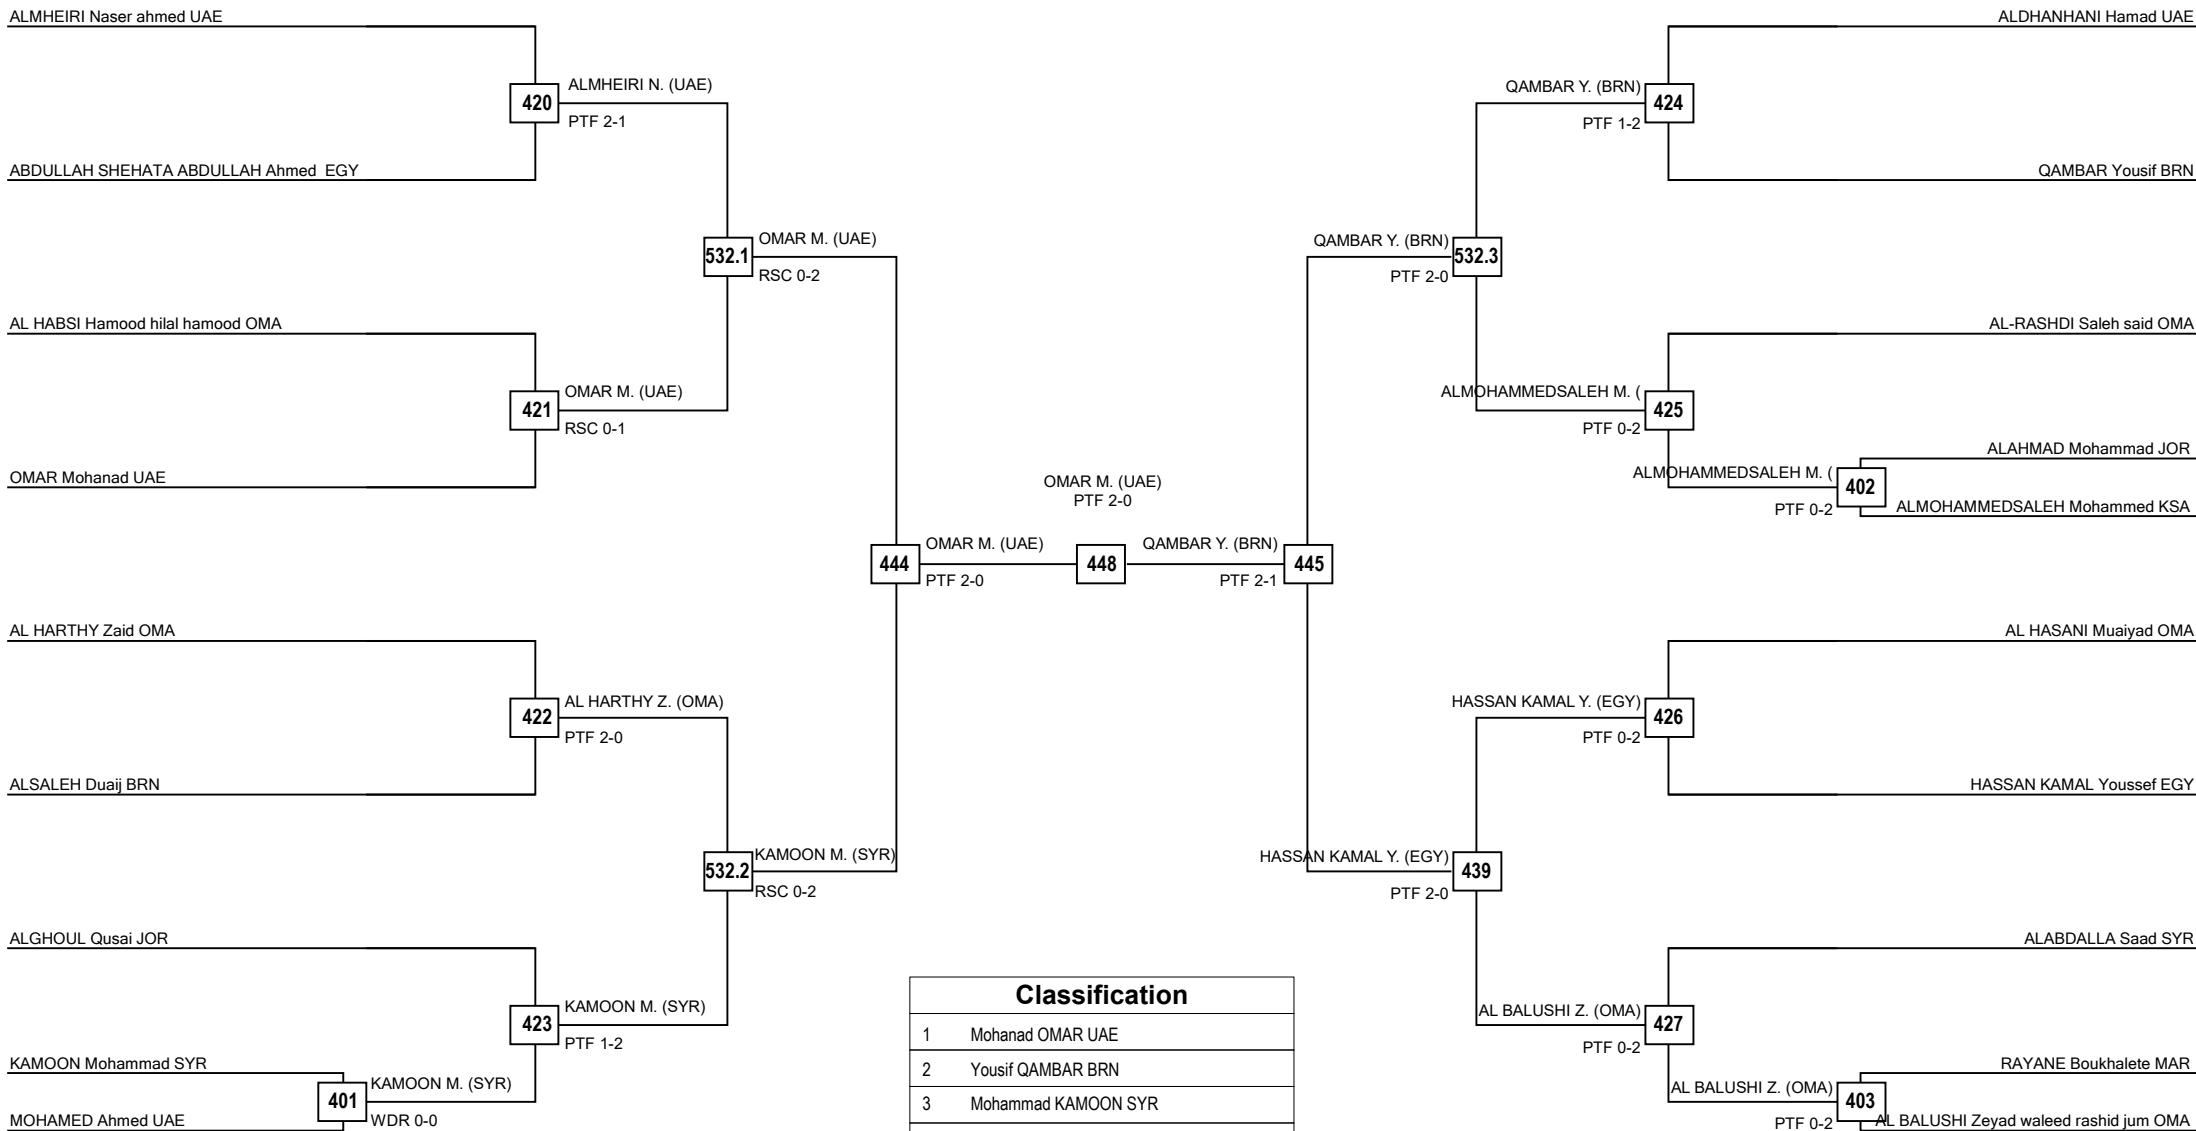 ALMHEIRI Naser ahmed UAE
420
ALMHEIRI N. (UAE)
PTF 2-1
ABDULLAH SHEHATA ABDULLAH Ahmed  EGY
532.1
OMAR M. (UAE)
RSC 0-2
AL HABSI Hamood hilal hamood OMA
421
OMAR M. (UAE)
RSC 0-1
OMAR Mohanad UAE
444
OMAR M. (UAE)
PTF 2-0
AL HARTHY Zaid OMA
422
AL HARTHY Z. (OMA)
PTF 2-0
ALSALEH Duaij BRN
532.2
KAMOON M. (SYR)
RSC 0-2
ALGHOUL Qusai JOR
423
KAMOON M. (SYR)
PTF 1-2
KAMOON Mohammad SYR
401
KAMOON M. (SYR)
WDR 0-0
MOHAMED Ahmed UAE
OMAR M. (UAE)
PTF 2-0
448
Classification
1 Mohanad OMAR UAE
2 Yousif QAMBAR BRN
3 Mohammad KAMOON SYR
ALDHANHANI Hamad UAE
QAMBAR Y. (BRN)
424
PTF 1-2
QAMBAR Yousif BRN
QAMBAR Y. (BRN)
532.3
PTF 2-0
AL-RASHDI Saleh said OMA
ALMOHAMMEDSALEH M. (
425
PTF 0-2
ALAHMAD Mohammad JOR
ALMOHAMMEDSALEH M. (
402
PTF 0-2
ALMOHAMMEDSALEH Mohammed KSA
QAMBAR Y. (BRN)
445
PTF 2-1
AL HASANI Muaiyad OMA
HASSAN KAMAL Y. (EGY)
426
PTF 0-2
HASSAN KAMAL Youssef EGY
HASSAN KAMAL Y. (EGY)
439
PTF 2-0
ALABDALLA Saad SYR
AL BALUSHI Z. (OMA)
427
PTF 0-2
RAYANE Boukhalete MAR
AL BALUSHI Z. (OMA)
403
PTF 0-2
AL BALUSHI Zeyad waleed rashid jum OMA